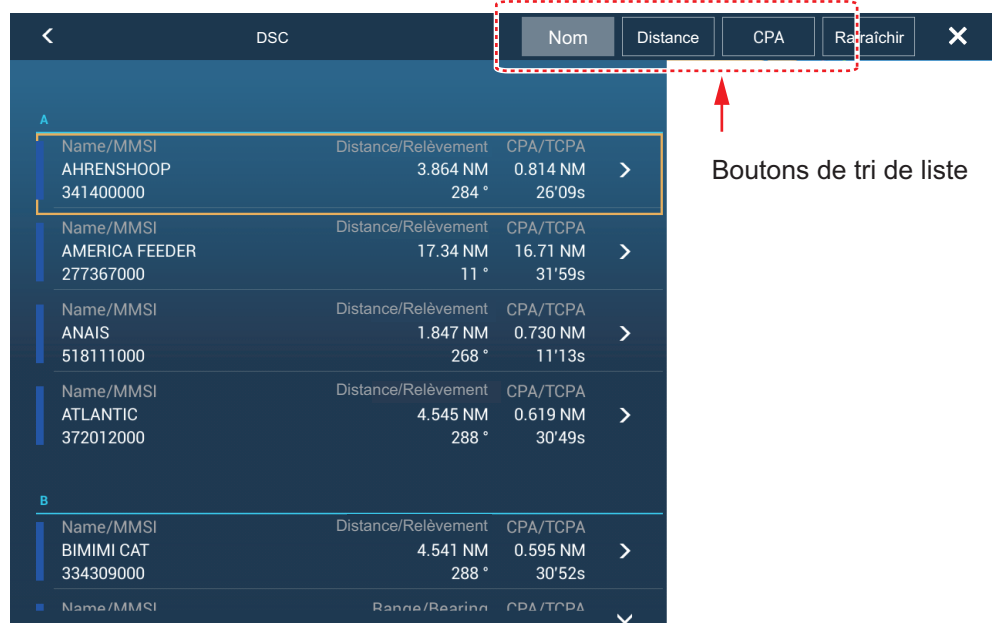 DSC Nom Distance CPA Rafraîchir
A
Name/MMSI Distance/Relèvement CPA/TCPA
AHRENSHOOP 3.864 NM 0.814 NM
341400000 284 ° 26'09s
Boutons de tri de liste
Name/MMSI Distance/Relèvement CPA/TCPA
AMERICA FEEDER 17.34 NM 16.71 NM
277367000 11 ° 31'59s
Name/MMSI Distance/Relèvement CPA/TCPA
ANAIS 1.847 NM 0.730 NM
518111000 268 ° 11'13s
Name/MMSI Distance/Relèvement CPA/TCPA
ATLANTIC 4.545 NM 0.619 NM
372012000 288 ° 30'49s
B
Name/MMSI Distance/Relèvement CPA/TCPA
BIMIMI CAT 4.541 NM 0.595 NM
334309000 288 ° 30'52s
Name/MMSI Range/Bearing CPA/TCPA